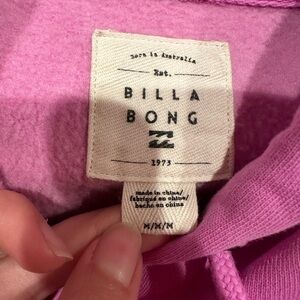 Born in Australia
Est.
BILLA
BONG
1973
made in china/
fabriqué en chine/
hecho en china
M/M/M